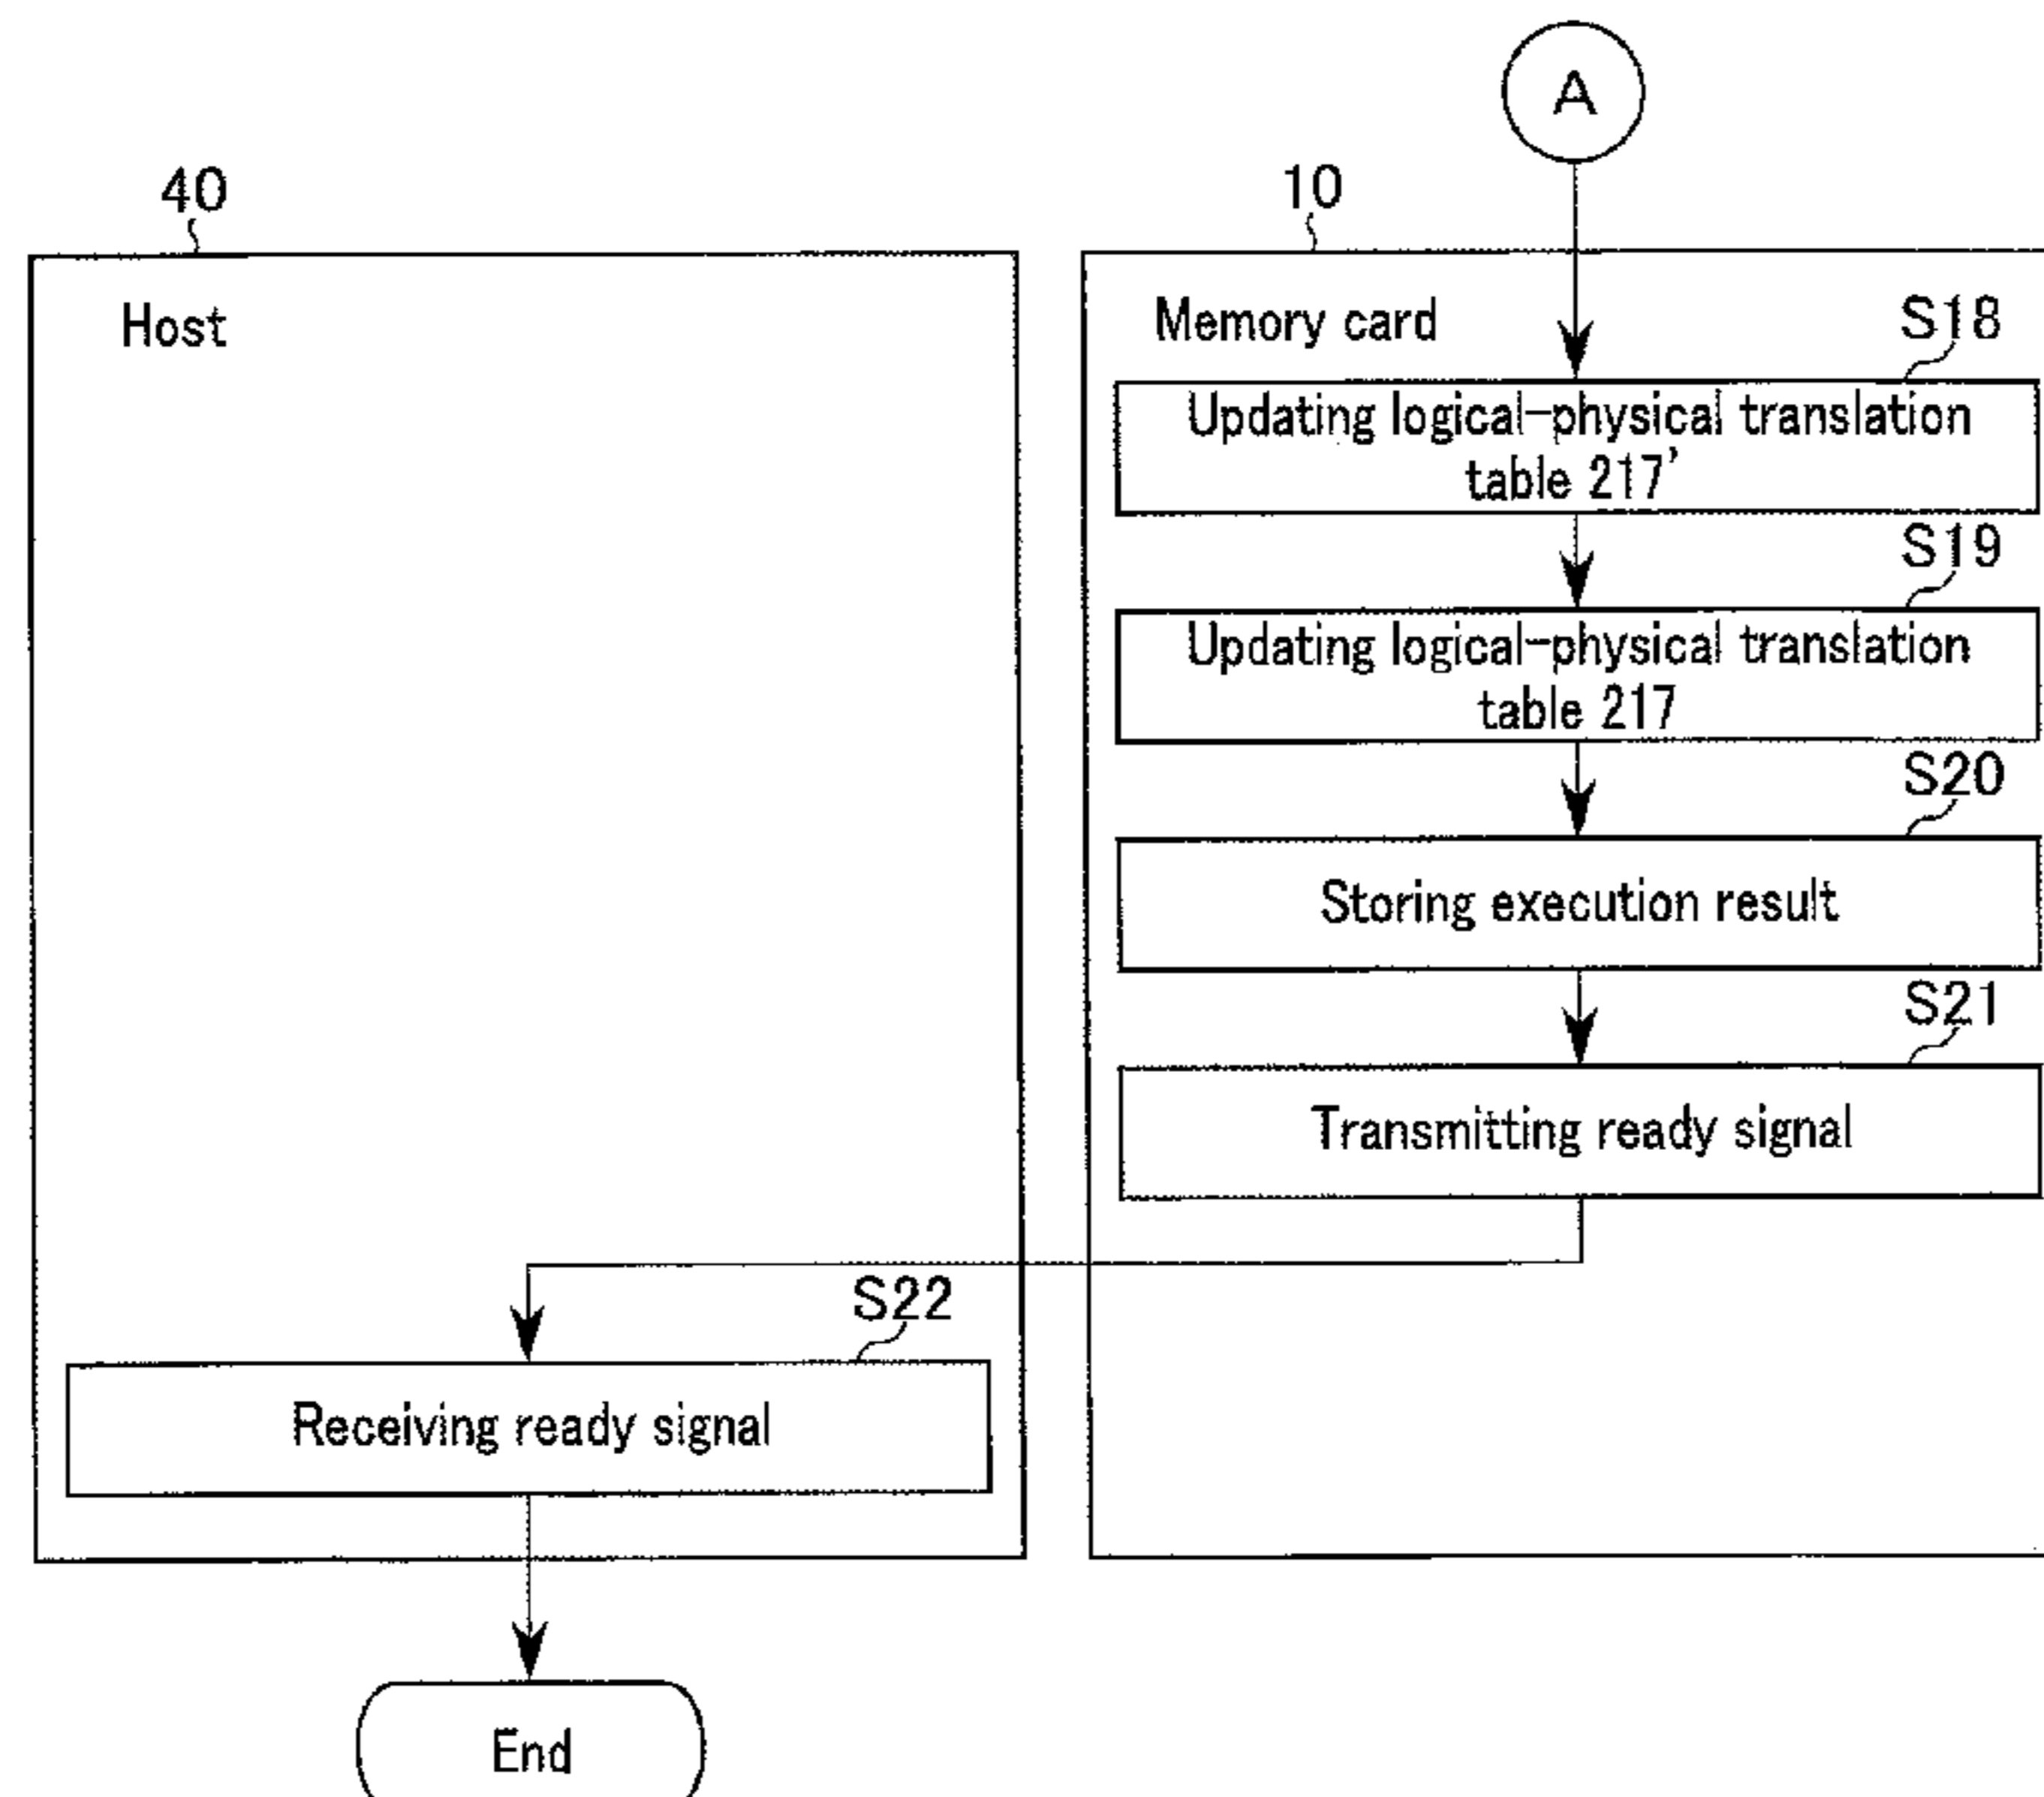 A
40
10
Host
Memory card
S18
Updating logical-physical translation
table 217'
S19
Updating logical-physical translation
table 217
S20
Storing execution result
S21
Transmitting ready signal
S22
Receiving ready signal
End